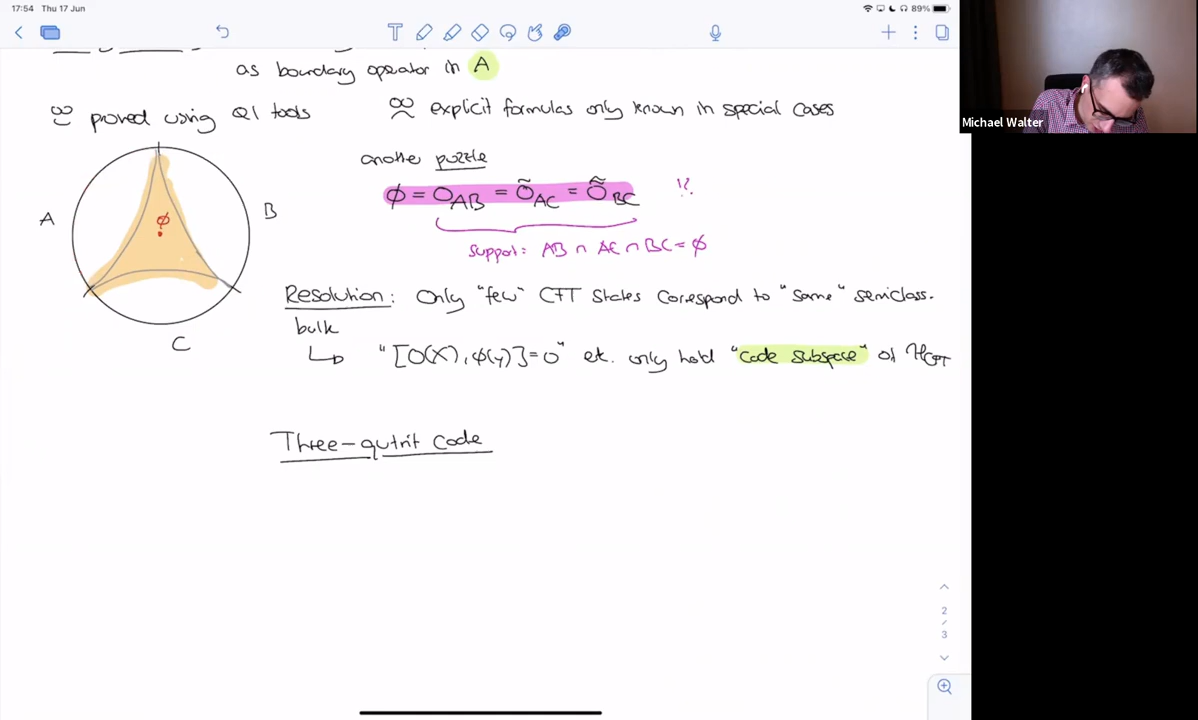 17:54 Thu 17 Jun
89%
as boundary operator in A
proved using QI tools
explicit formulas only known in special cases
another puzzle
ϕ = O_AB = Õ_AC = Õ̃_BC !?
support: AB ∩ AC ∩ BC = ∅
A
B
C
ϕ
Resolution: Only "few" CFT states correspond to "same" semiclass.
bulk
↳ "[O(X), ϕ(y)] = 0" etc. only hold "code subspace" of H_CFT
Three-qutrit code
Michael Walter
2
/
3